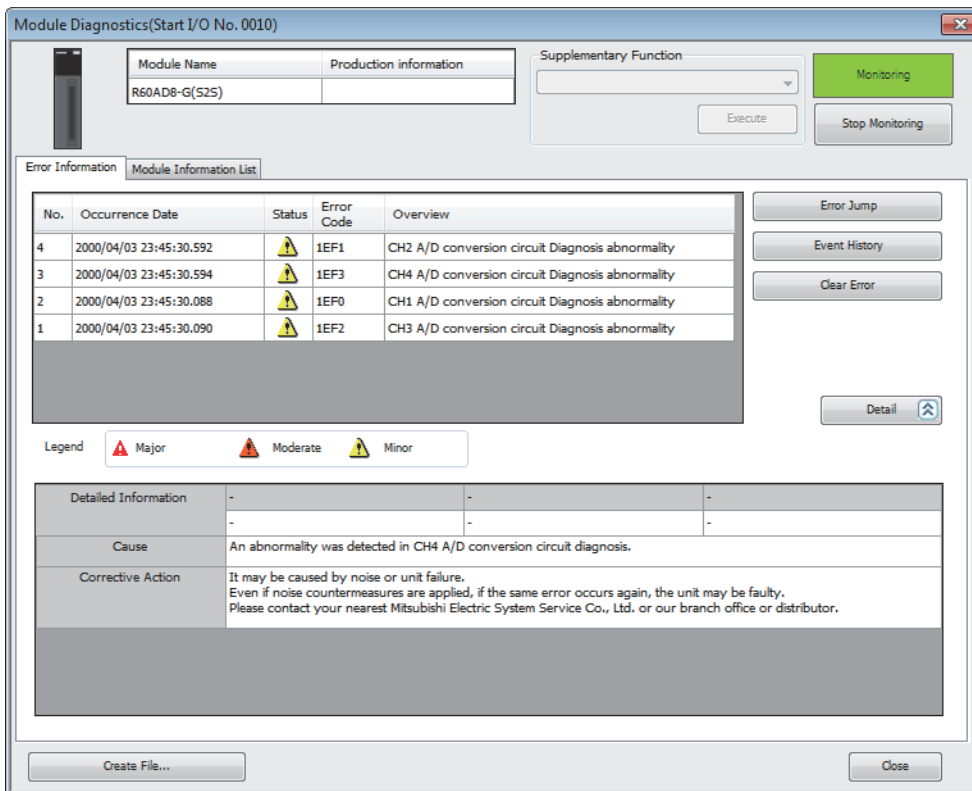 Module Diagnostics(Start I/O No. 0010)
Module Name Production information
R60AD8-G(S2S)
Supplementary Function
Execute
Monitoring
Stop Monitoring
Error Information Module Information List
No. Occurrence Date Status Error Code Overview
4 2000/04/03 23:45:30.592 1EF1 CH2 A/D conversion circuit Diagnosis abnormality
3 2000/04/03 23:45:30.594 1EF3 CH4 A/D conversion circuit Diagnosis abnormality
2 2000/04/03 23:45:30.088 1EF0 CH1 A/D conversion circuit Diagnosis abnormality
1 2000/04/03 23:45:30.090 1EF2 CH3 A/D conversion circuit Diagnosis abnormality
Error Jump
Event History
Clear Error
Detail
Legend Major Moderate Minor
Detailed Information - - -
- - -
Cause An abnormality was detected in CH4 A/D conversion circuit diagnosis.
Corrective Action It may be caused by noise or unit failure.
Even if noise countermeasures are applied, if the same error occurs again, the unit may be faulty.
Please contact your nearest Mitsubishi Electric System Service Co., Ltd. or our branch office or distributor.
Create File...
Close